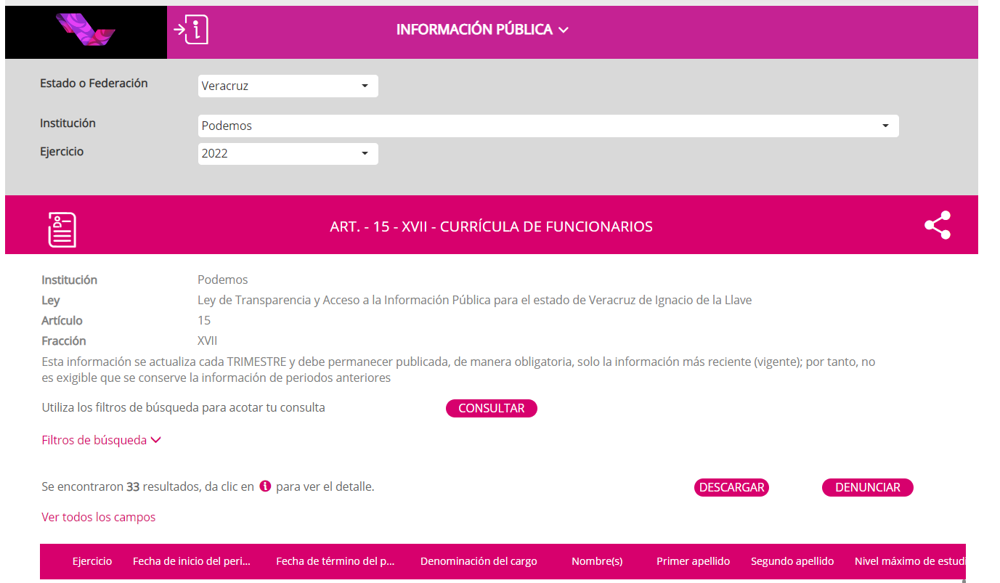 INFORMACIÓN PÚBLICA
Estado o Federación
Veracruz
Institución
Podemos
Ejercicio
2022
ART. - 15 - XVII - CURRÍCULA DE FUNCIONARIOS
Institución Podemos
Ley Ley de Transparencia y Acceso a la Información Pública para el estado de Veracruz de Ignacio de la Llave
Artículo 15
Fracción XVII
Esta información se actualiza cada TRIMESTRE y debe permanecer publicada, de manera obligatoria, solo la información más reciente (vigente); por tanto, no
es exigible que se conserve la información de periodos anteriores
Utiliza los filtros de búsqueda para acotar tu consulta CONSULTAR
Filtros de búsqueda
Se encontraron 33 resultados, da clic en i para ver el detalle. DESCARGAR DENUNCIAR
Ver todos los campos
Ejercicio Fecha de inicio del peri... Fecha de término del p... Denominación del cargo Nombre(s) Primer apellido Segundo apellido Nivel máximo de estudi